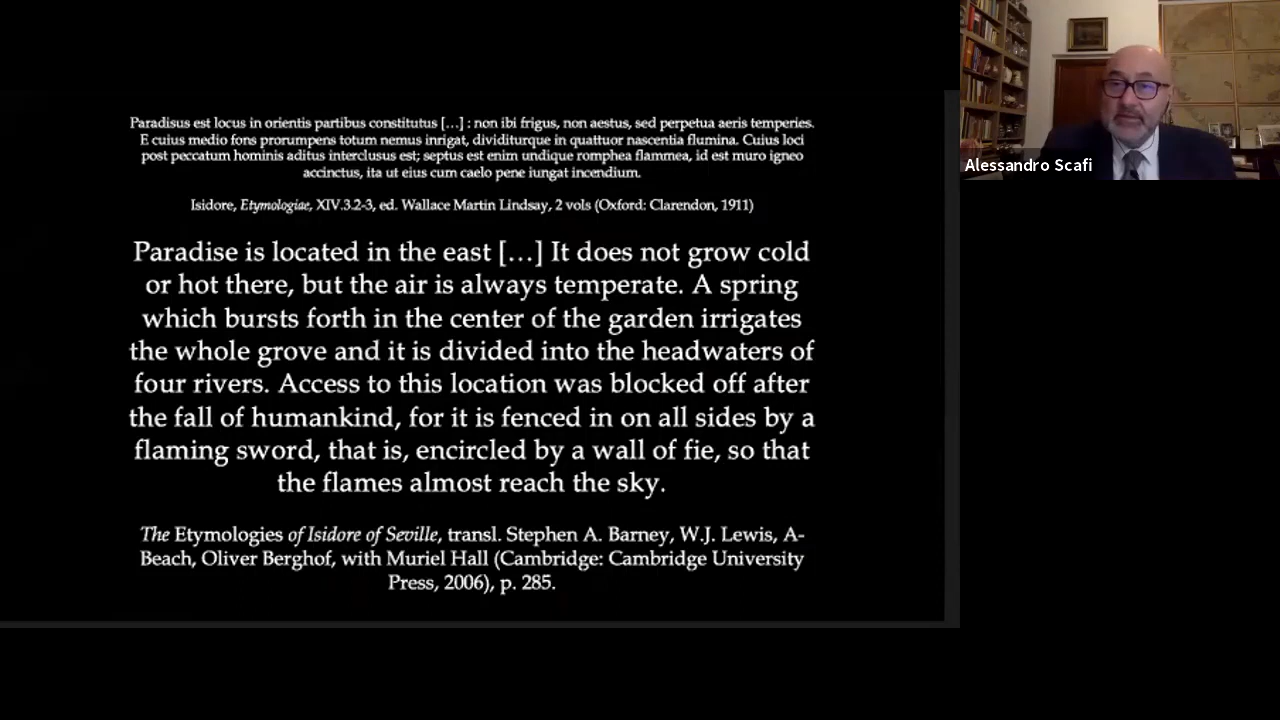 Paradisus est locus in orientis partibus constitutus [...] : non ibi frigus, non aestus, sed perpetua aeris temperies.
E cuius medio fons prorumpens totum nemus inrigat, dividiturque in quattuor nascentia flumina. Cuius loci
post peccatum hominis aditus interclusus est; septus est enim undique romphea flammea, id est muro igneo
accinctus, ita ut eius cum caelo pene iungat incendium.
Isidore, Etymologiae, XIV.3.2-3, ed. Wallace Martin Lindsay, 2 vols (Oxford: Clarendon, 1911)
Paradise is located in the east [...] It does not grow cold
or hot there, but the air is always temperate. A spring
which bursts forth in the center of the garden irrigates
the whole grove and it is divided into the headwaters of
four rivers. Access to this location was blocked off after
the fall of humankind, for it is fenced in on all sides by a
flaming sword, that is, encircled by a wall of fie, so that
the flames almost reach the sky.
The Etymologies of Isidore of Seville, transl. Stephen A. Barney, W.J. Lewis, A-
Beach, Oliver Berghof, with Muriel Hall (Cambridge: Cambridge University
Press, 2006), p. 285.
Alessandro Scafi